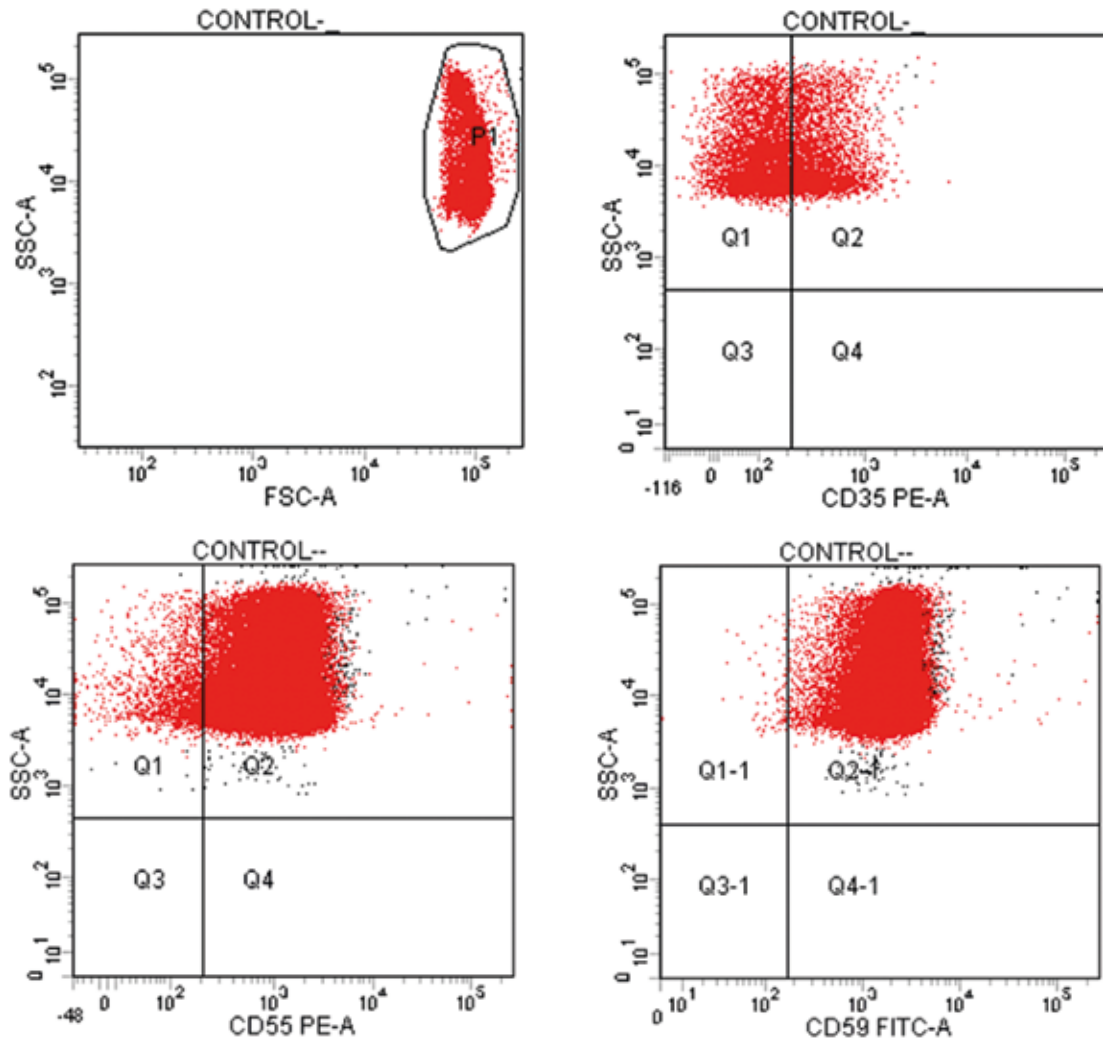 CONTROL-_
10^5
10^4
10^3
10^2
SSC-A
P1
10^2 10^3 10^4 10^5
FSC-A
CONTROL-_
10^5
10^4
10^3
10^2
0 10^1
SSC-A
Q1 Q2
Q3 Q4
-116 0 10^2 10^3 10^4 10^5
CD35 PE-A
CONTROL--
10^5
10^4
10^3
10^2
0 10^1
SSC-A
Q1 Q2
Q3 Q4
-48 0 10^2 10^3 10^4 10^5
CD55 PE-A
CONTROL--
10^5
10^4
10^3
10^2
0 10^1
SSC-A
Q1-1 Q2-1
Q3-1 Q4-1
0 10^1 10^2 10^3 10^4 10^5
CD59 FITC-A